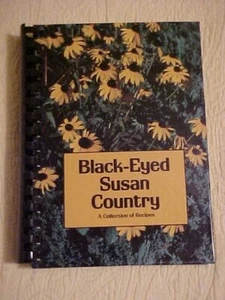 Black-Eyed
Susan
Country
A Collection of Recipes